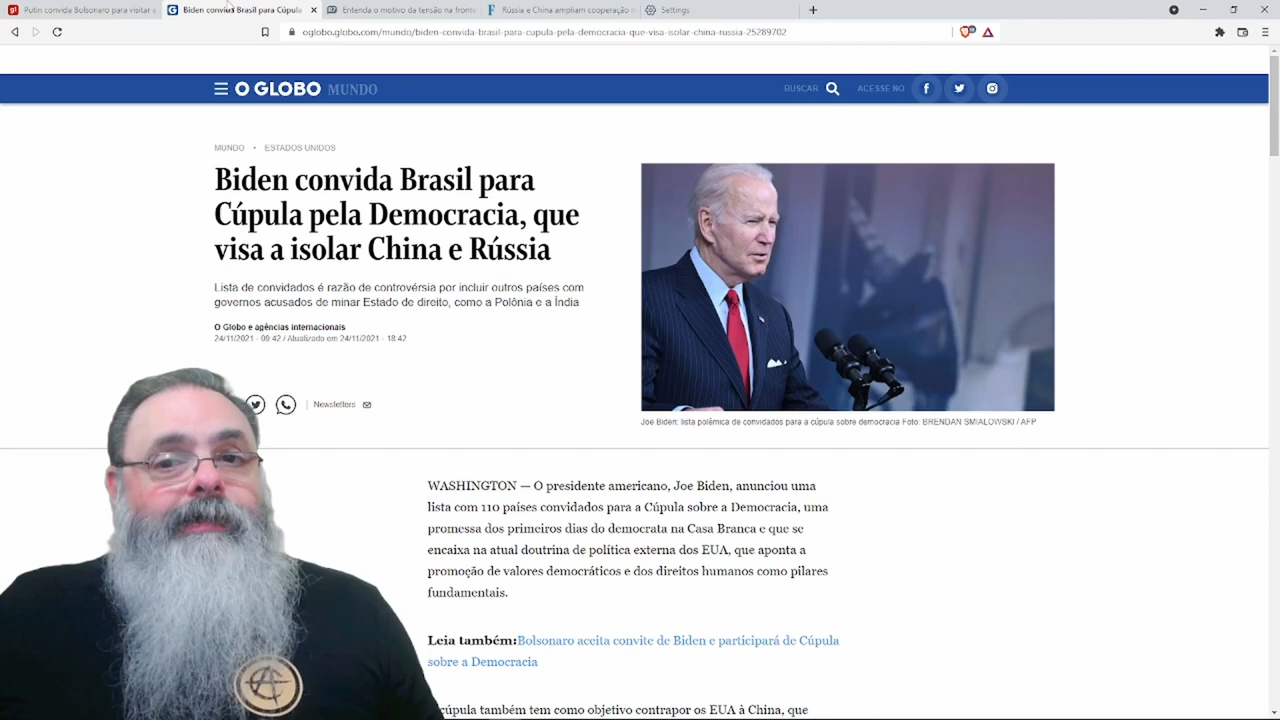 Putin convida Bolsonaro para visitar a
Biden convida Brasil para Cúpula
Entenda o motivo da tensão na fronte
Rússia e China ampliam cooperação
Settings
oglobo.globo.com/mundo/biden-convida-brasil-para-cupula-pela-democracia-que-visa-isolar-china-russia-25289702
O GLOBO MUNDO
BUSCAR
ACESSE NO
MUNDO • ESTADOS UNIDOS
Biden convida Brasil para
Cúpula pela Democracia, que
visa a isolar China e Rússia
Lista de convidados é razão de controvérsia por incluir outros países com
governos acusados de minar Estado de direito, como a Polônia e a Índia
O Globo e agências internacionais
24/11/2021 - 09:42 / Atualizado em 24/11/2021 - 18:42
Newsletters
Joe Biden: lista polêmica de convidados para a cúpula sobre democracia Foto: BRENDAN SMIALOWSKI / AFP
WASHINGTON — O presidente americano, Joe Biden, anunciou uma
lista com 110 países convidados para a Cúpula sobre a Democracia, uma
promessa dos primeiros dias do democrata na Casa Branca e que se
encaixa na atual doutrina de política externa dos EUA, que aponta a
promoção de valores democráticos e dos direitos humanos como pilares
fundamentais.
Leia também:Bolsonaro aceita convite de Biden e participará de Cúpula
sobre a Democracia
cúpula também tem como objetivo contrapor os EUA à China, que